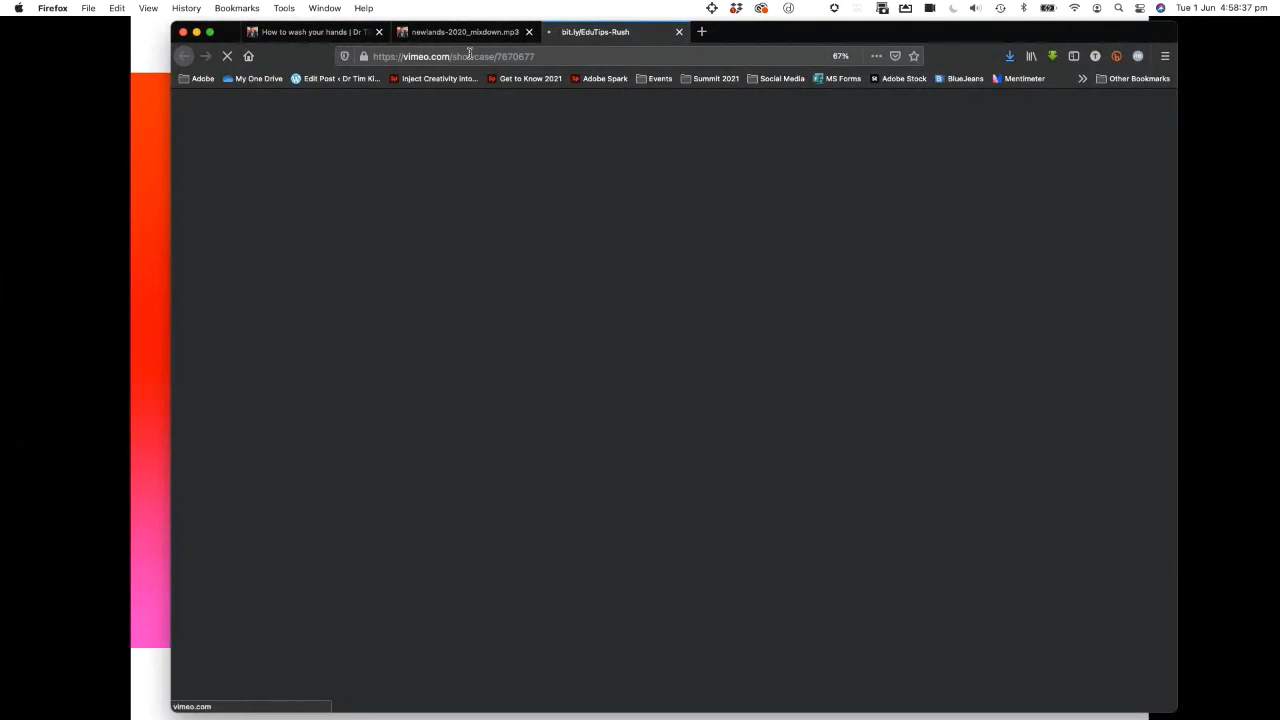 Firefox File Edit View History Bookmarks Tools Window Help Tue 1 Jun 4:58:37 pm
How to wash your hands | Dr T newlands-2020_mixdown.mp3 bit.ly/EduTips-Rush
https://vimeo.com/showcase/7670677 67%
Adobe My One Drive Edit Post ‹ Dr Tim Ki... Inject Creativity into... Get to Know 2021 Adobe Spark Events Summit 2021 Social Media MS Forms Adobe Stock BlueJeans Mentimeter Other Bookmarks
vimeo.com